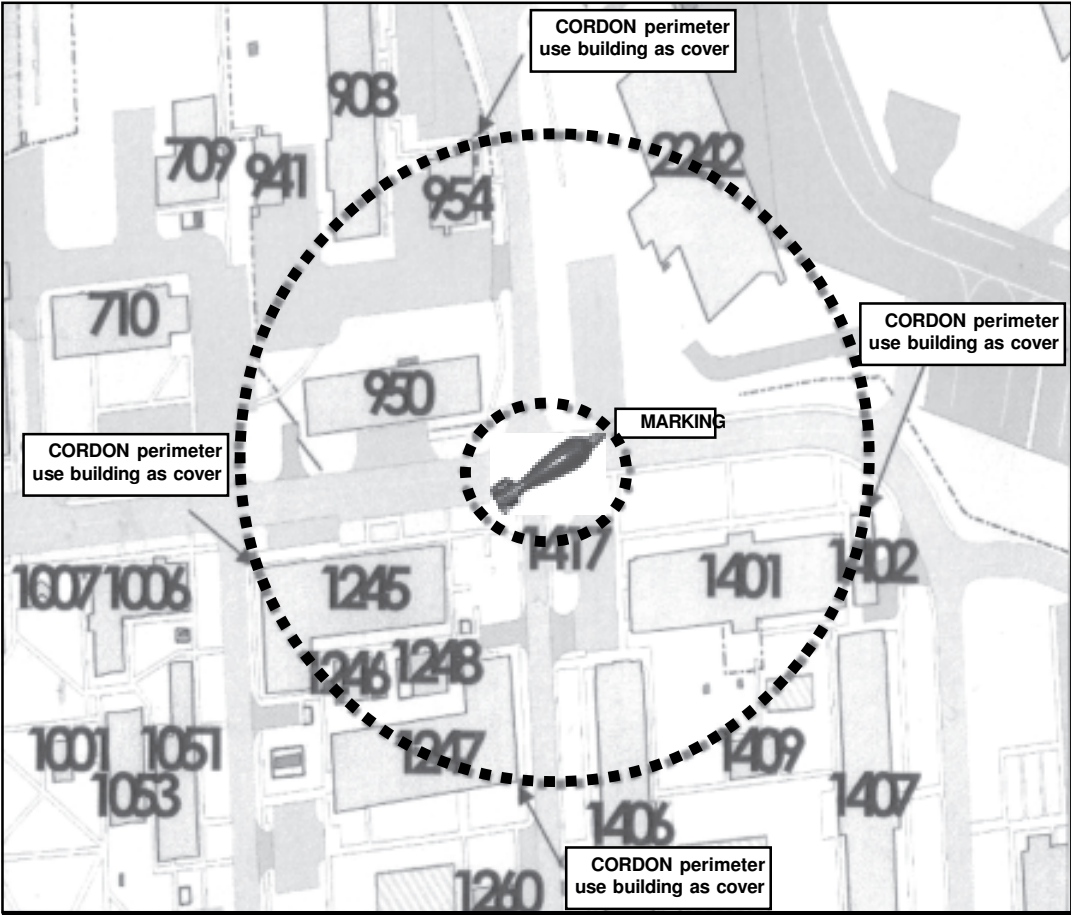 CORDON perimeter
use building as cover
908
2242
709
941
954
710
CORDON perimeter
use building as cover
950
MARKING
CORDON perimeter
use building as cover
1417
1007
1006
1245
1401
1402
1246
1248
1001
1051
1247
1409
1053
1407
1406
CORDON perimeter
use building as cover
1260